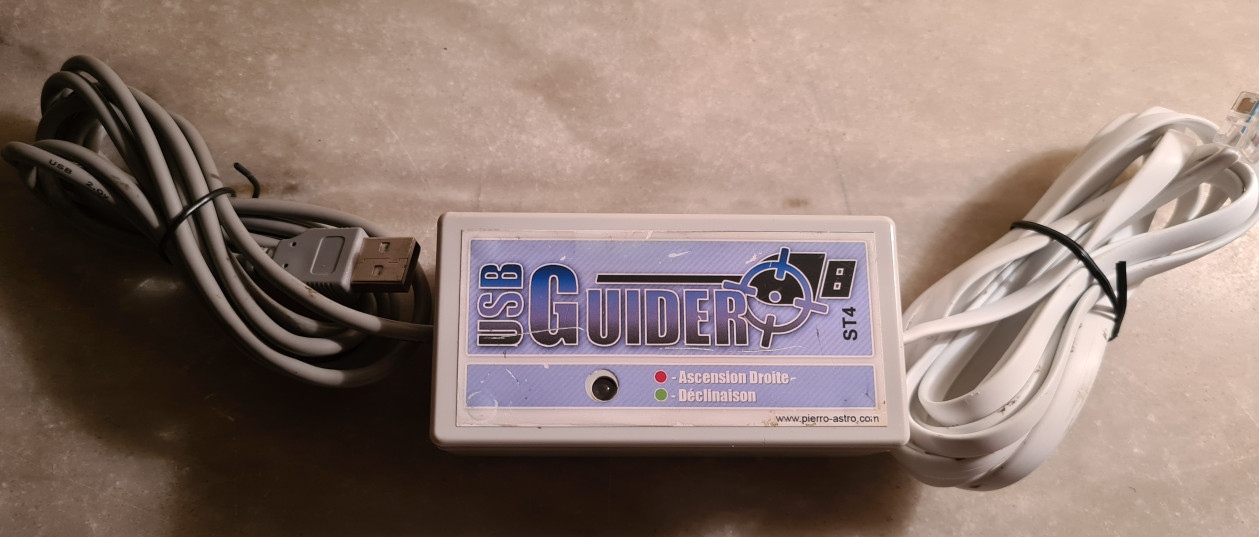 USB 2.0
USB GUIDER
ST4
- Ascension Droite
- Déclinaison
www.pierro-astro.com